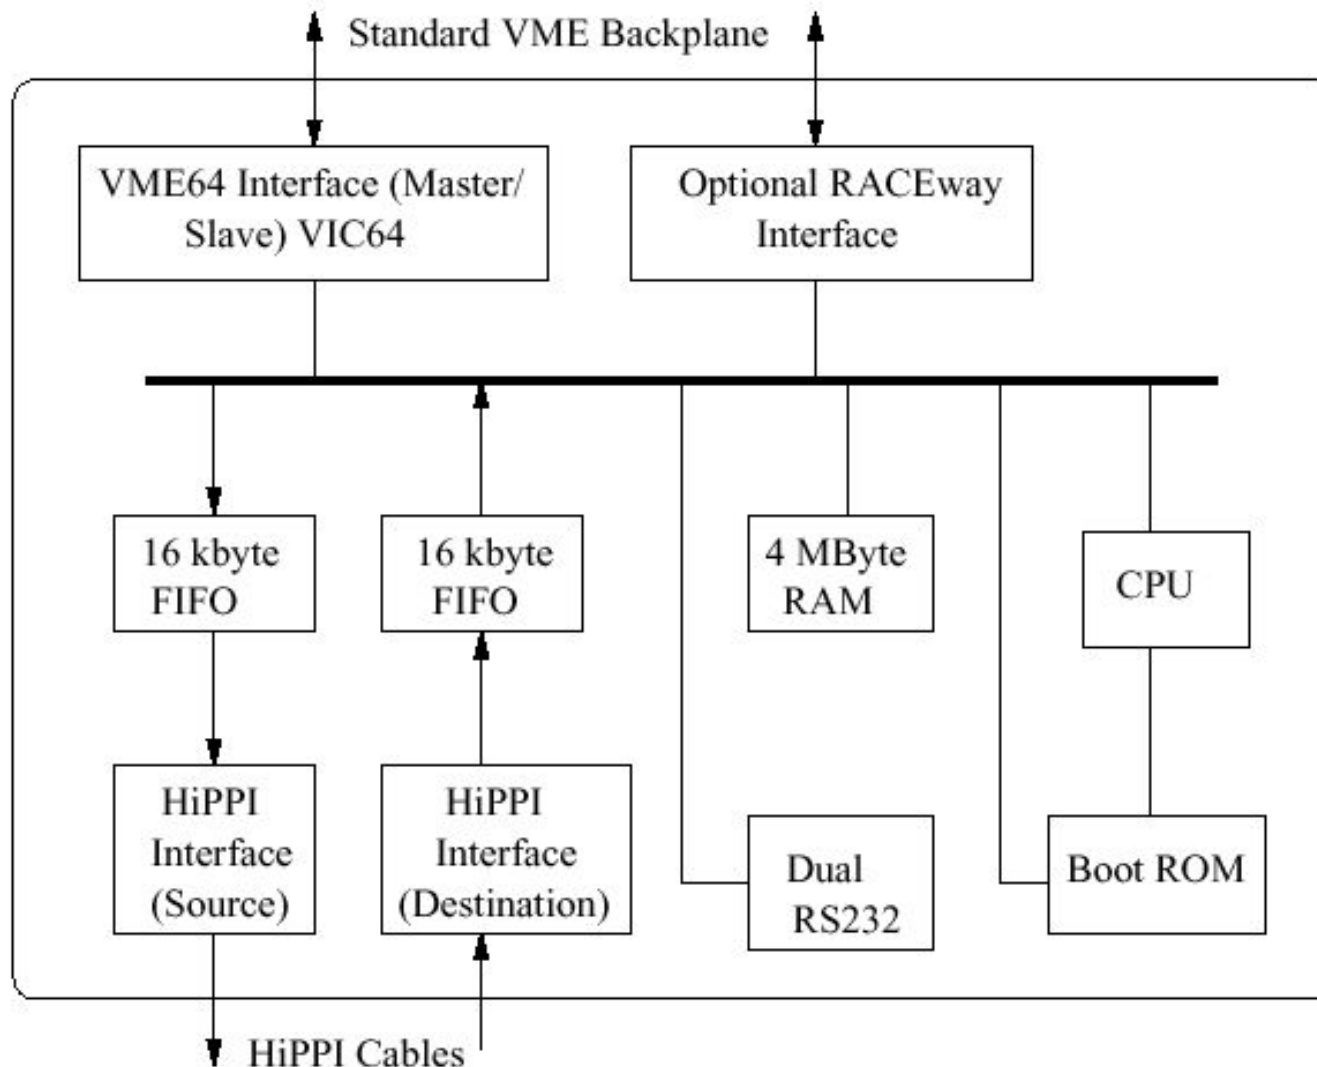 Standard VME Backplane
VME64 Interface (Master/
Slave) VIC64
Optional RACEway
Interface
16 kbyte
FIFO
16 kbyte
FIFO
4 MByte
RAM
CPU
HiPPI
Interface
(Source)
HiPPI
Interface
(Destination)
Dual
RS232
Boot ROM
HiPPI Cables